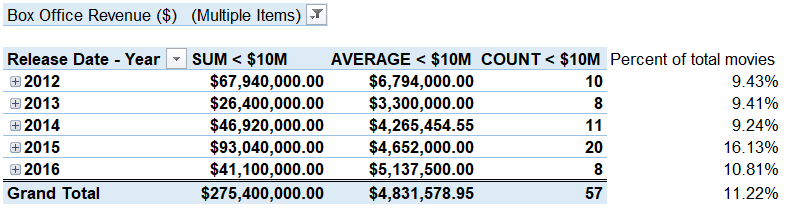 Box Office Revenue ($) (Multiple Items)
Release Date - Year SUM < $10M AVERAGE < $10M COUNT < $10M Percent of total movies
2012 $67,940,000.00 $6,794,000.00 10 9.43%
2013 $26,400,000.00 $3,300,000.00 8 9.41%
2014 $46,920,000.00 $4,265,454.55 11 9.24%
2015 $93,040,000.00 $4,652,000.00 20 16.13%
2016 $41,100,000.00 $5,137,500.00 8 10.81%
Grand Total $275,400,000.00 $4,831,578.95 57 11.22%